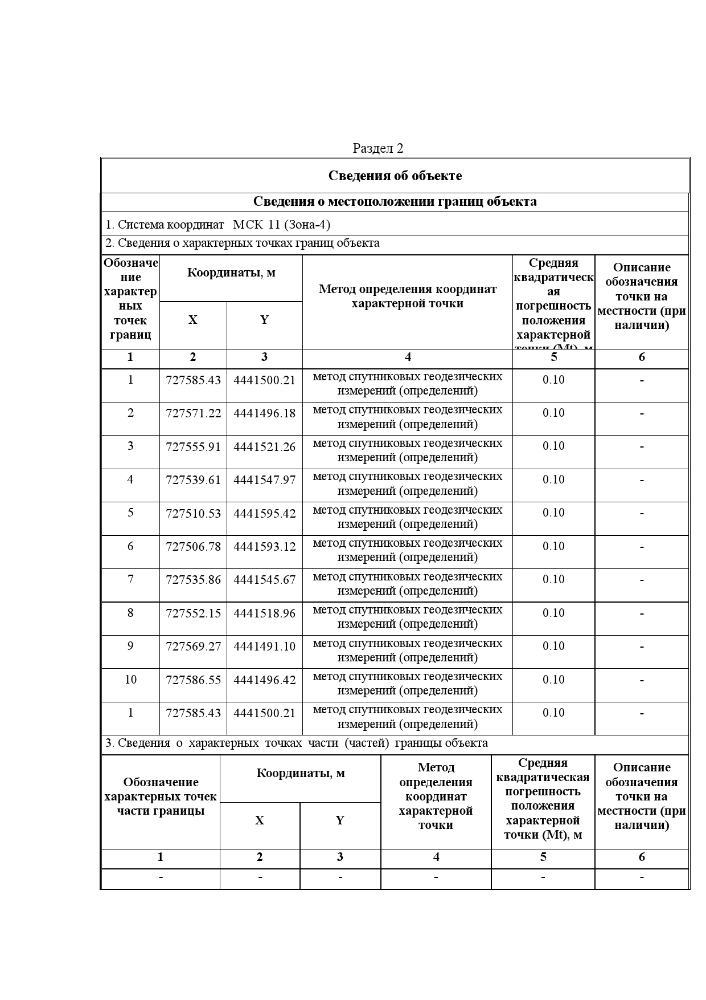 Раздел 2
Сведения об объекте
Сведения о местоположении границ объекта
1. Система координат МСК 11 (Зона-4)
2. Сведения о характерных точках границ объекта
Обозначе
ние
характер
ных
точек
границ
Координаты, м
X
Y
Метод определения координат
характерной точки
Средняя
квадратическ
ая
погрешность
положения
характерной
точки (Mt), м
Описание
обозначения
точки на
местности (при
наличии)
1 2 3 4 5 6
1 727585.43 4441500.21 метод спутниковых геодезических
измерений (определений) 0.10 -
2 727571.22 4441496.18 метод спутниковых геодезических
измерений (определений) 0.10 -
3 727555.91 4441521.26 метод спутниковых геодезических
измерений (определений) 0.10 -
4 727539.61 4441547.97 метод спутниковых геодезических
измерений (определений) 0.10 -
5 727510.53 4441595.42 метод спутниковых геодезических
измерений (определений) 0.10 -
6 727506.78 4441593.12 метод спутниковых геодезических
измерений (определений) 0.10 -
7 727535.86 4441545.67 метод спутниковых геодезических
измерений (определений) 0.10 -
8 727552.15 4441518.96 метод спутниковых геодезических
измерений (определений) 0.10 -
9 727569.27 4441491.10 метод спутниковых геодезических
измерений (определений) 0.10 -
10 727586.55 4441496.42 метод спутниковых геодезических
измерений (определений) 0.10 -
1 727585.43 4441500.21 метод спутниковых геодезических
измерений (определений) 0.10 -
3. Сведения о характерных точках части (частей) границы объекта
Обозначение
характерных точек
части границы
Координаты, м
X
Y
Метод
определения
координат
характерной
точки
Средняя
квадратическая
погрешность
положения
характерной
точки (Mt), м
Описание
обозначения
точки на
местности (при
наличии)
1 2 3 4 5 6
- - - - - -